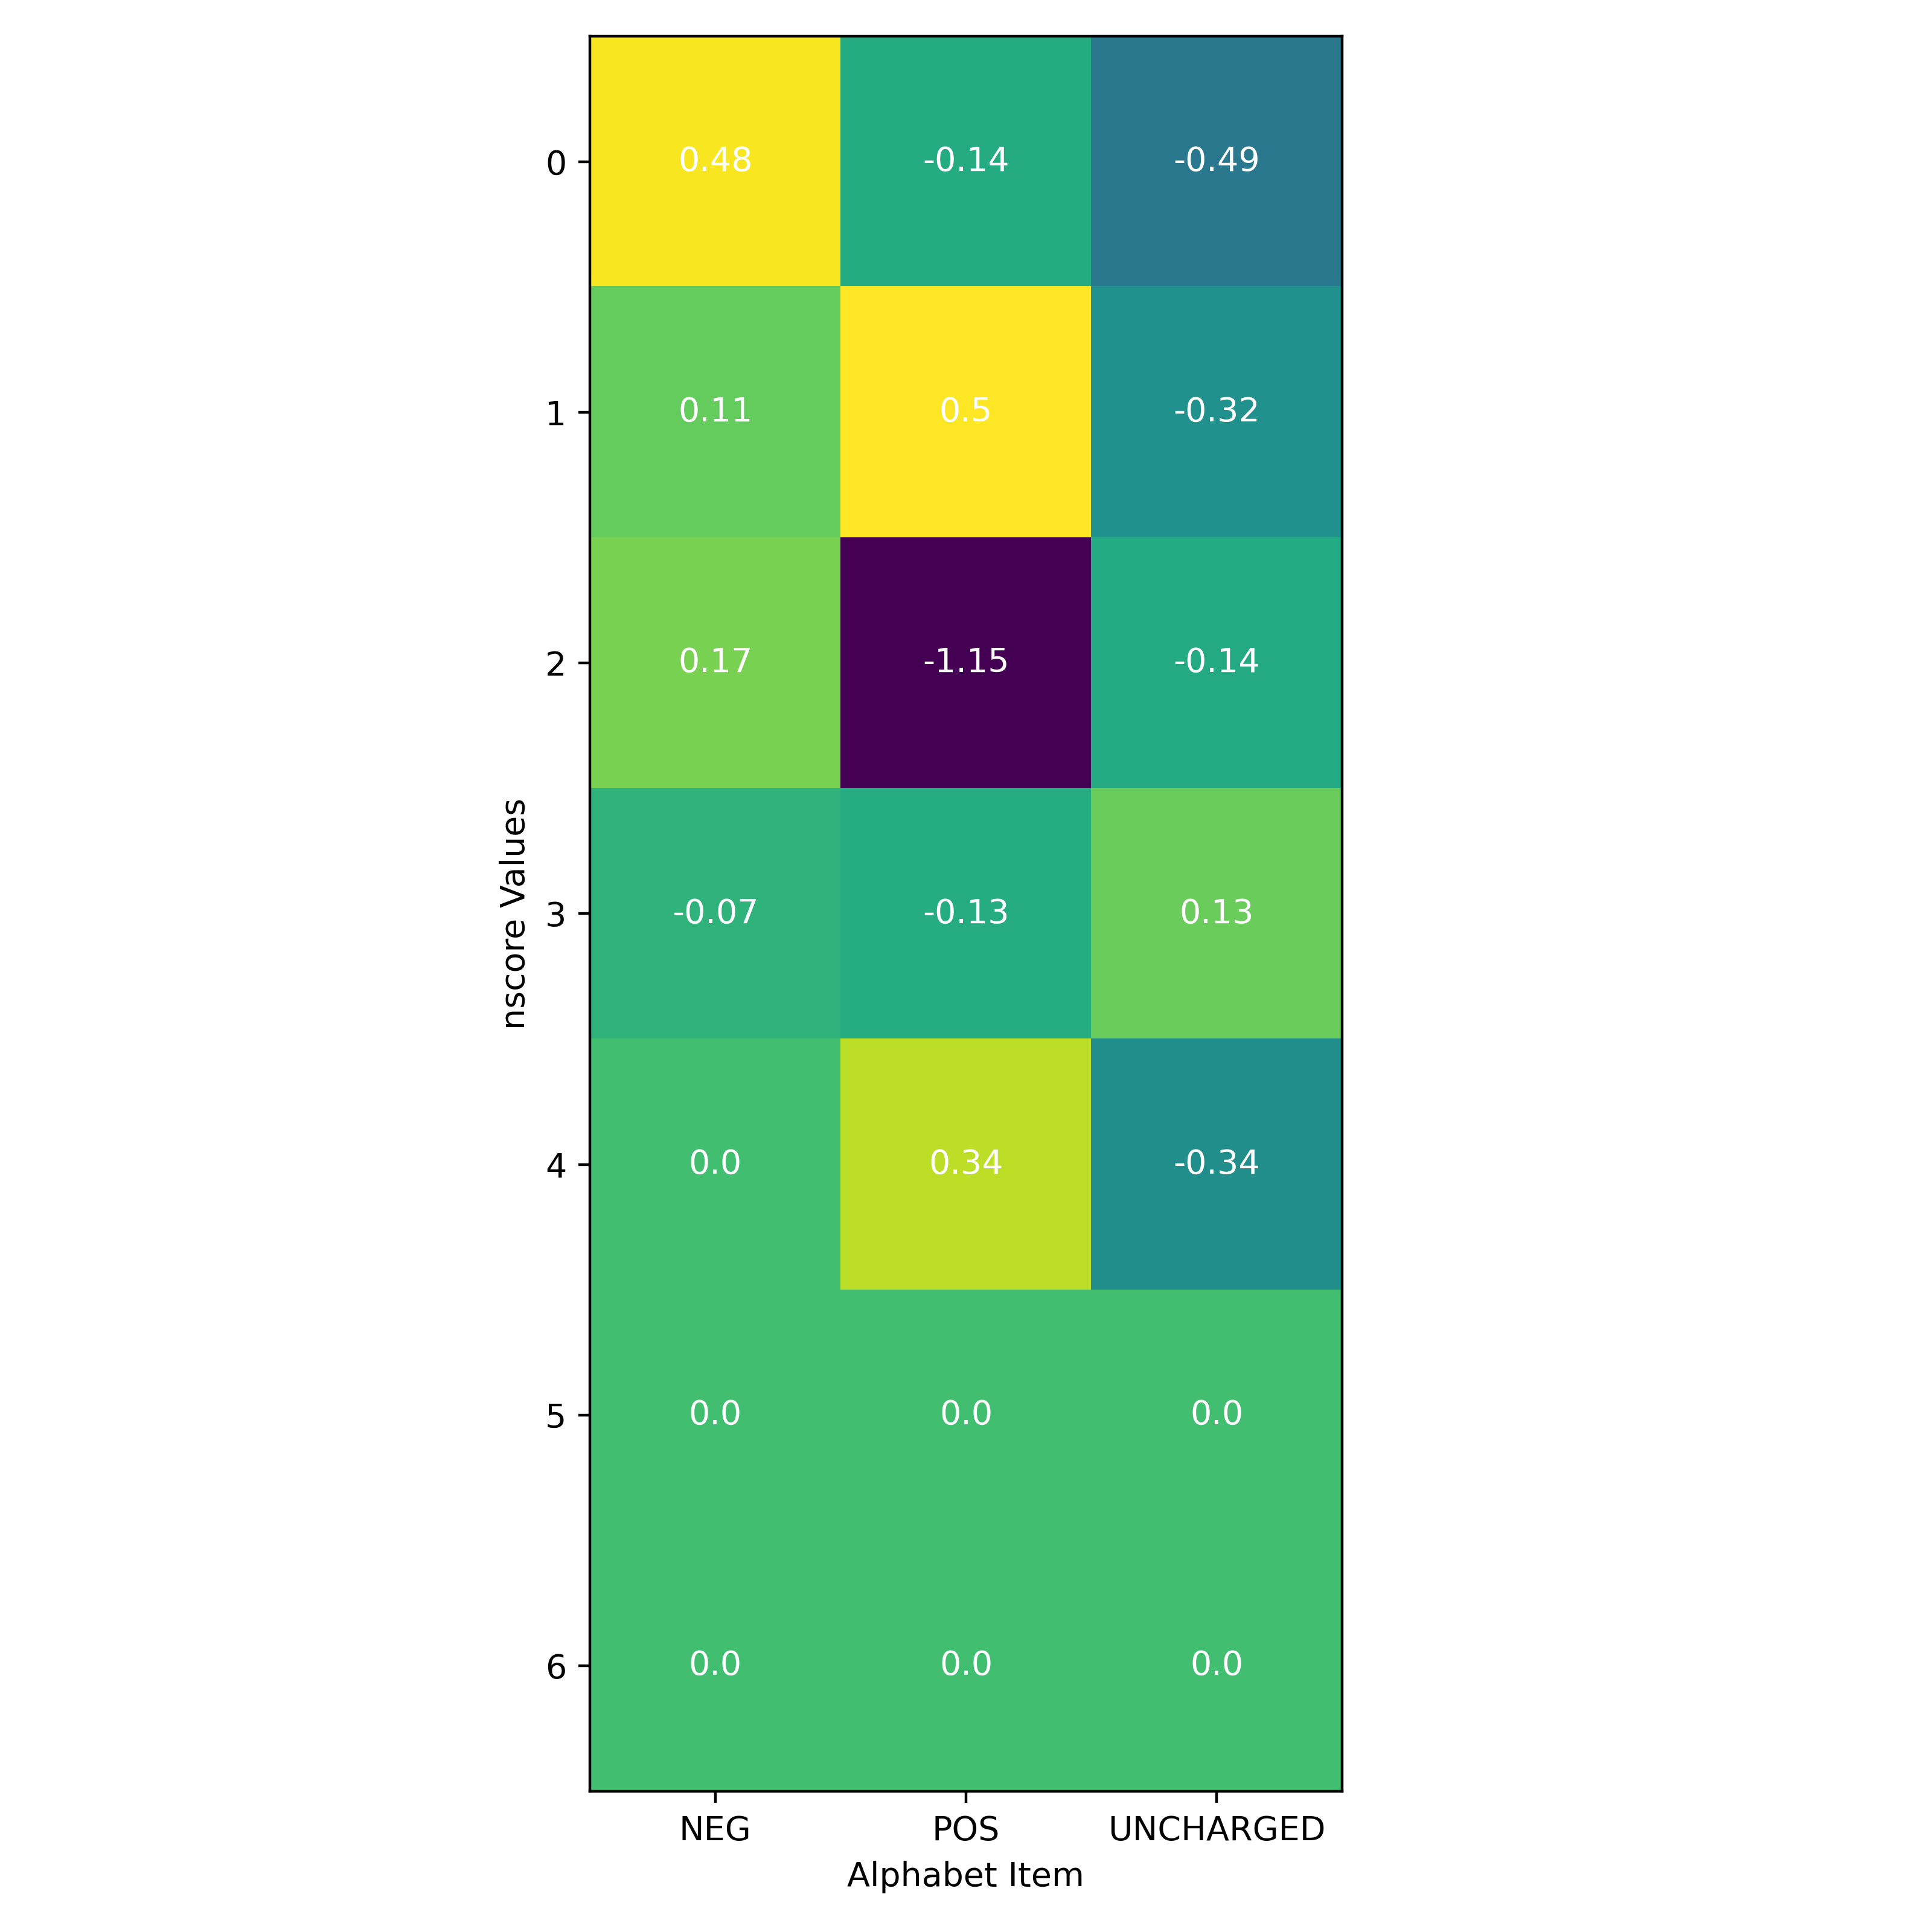 0 0.48 -0.14 -0.49
1 0.11 0.5 -0.32
2 0.17 -1.15 -0.14
nscore Values
3 -0.07 -0.13 0.13
4 0.0 0.34 -0.34
5 0.0 0.0 0.0
6 0.0 0.0 0.0
NEG POS UNCHARGED
Alphabet Item